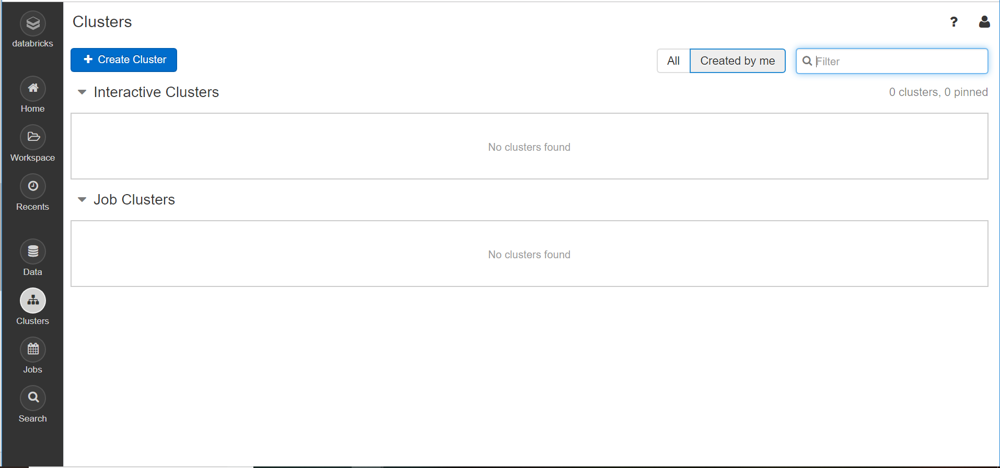 databricks
Home
Workspace
Recents
Data
Clusters
Jobs
Search
Clusters
?
Create Cluster
All
Created by me
Filter
Interactive Clusters
0 clusters, 0 pinned
No clusters found
Job Clusters
No clusters found